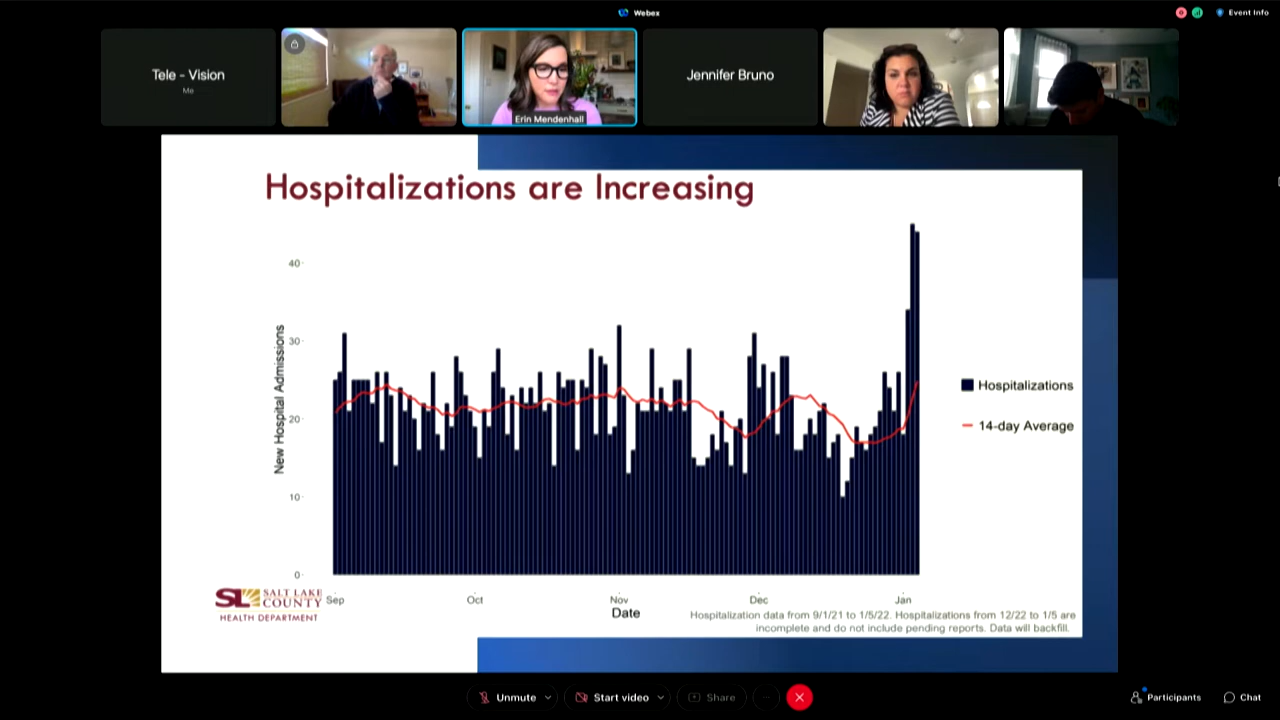 Webex
Event Info
Tele - Vision
Me
Erin Mendenhall
Jennifer Bruno
Hospitalizations are Increasing
New Hospital Admissions
40
30
20
10
0
Hospitalizations
14-day Average
Sep
Oct
Nov
Dec
Jan
Date
SL SALT LAKE
COUNTY
HEALTH DEPARTMENT
Hospitalization data from 9/1/21 to 1/5/22. Hospitalizations from 12/22 to 1/5 are
incomplete and do not include pending reports. Data will backfill.
Unmute
Start video
Share
Participants
Chat